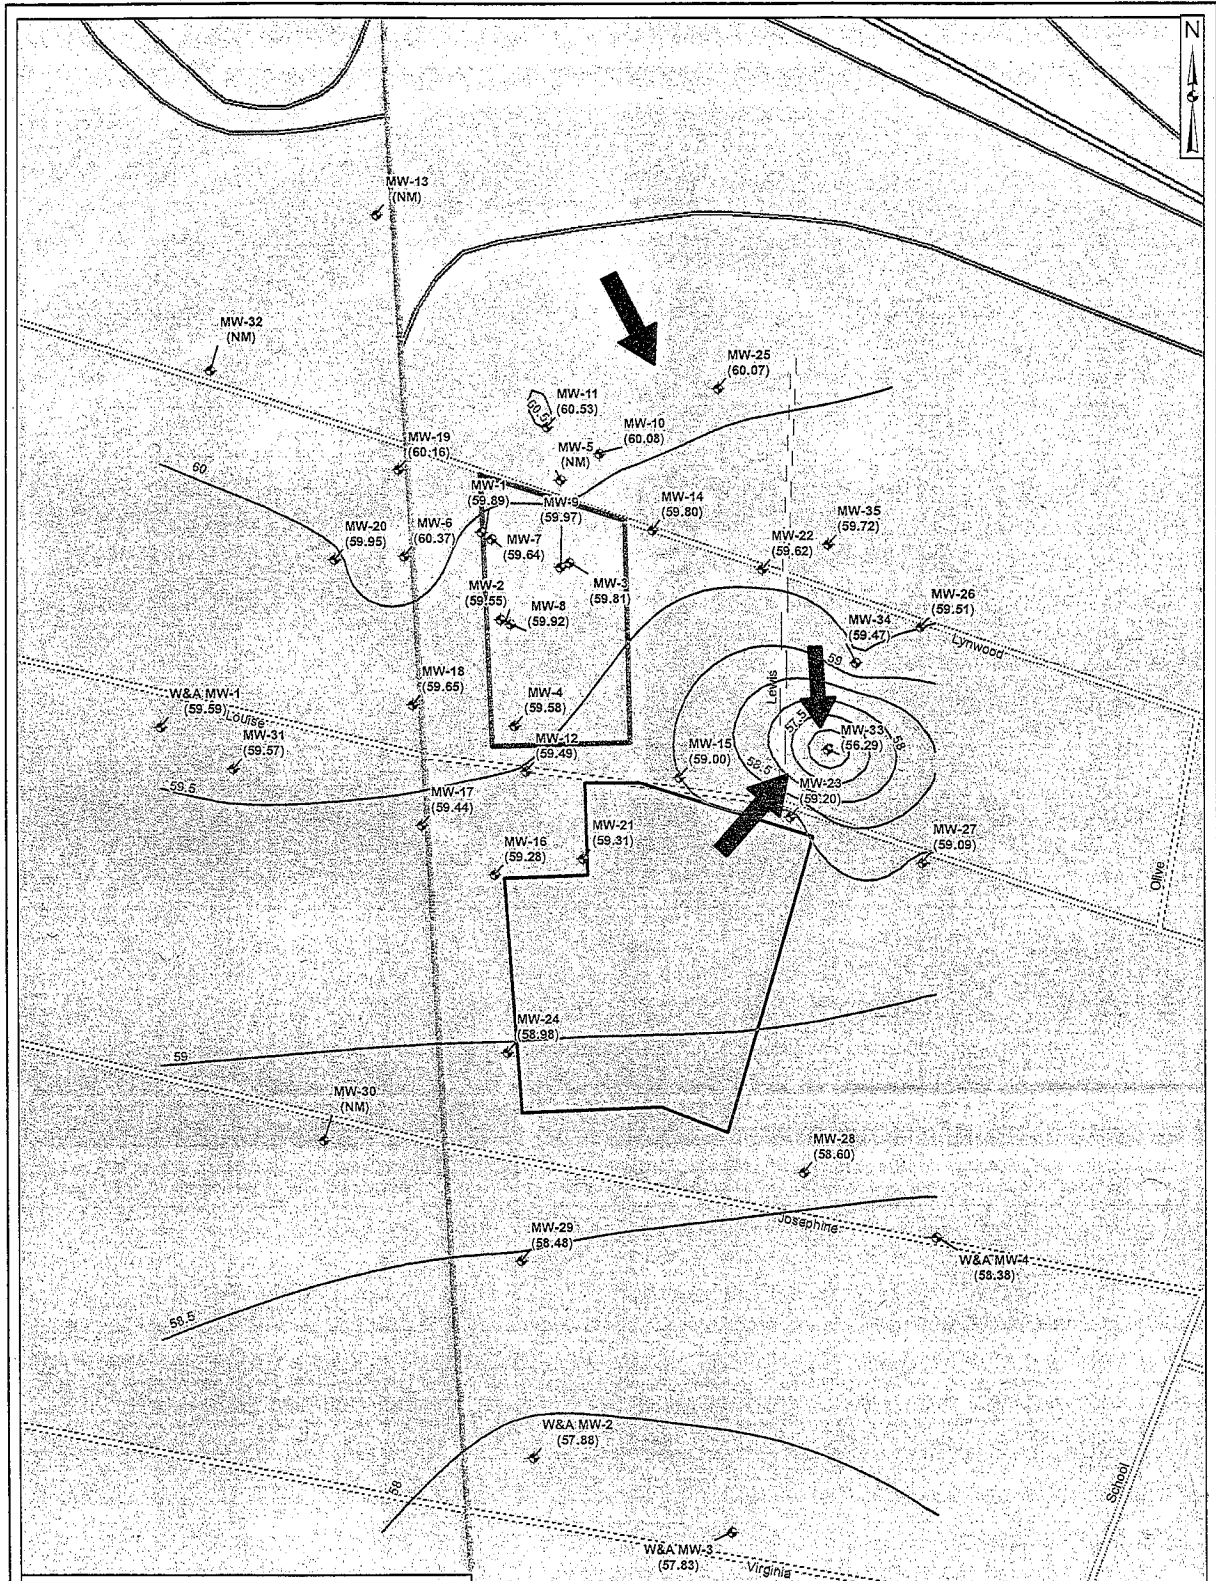 N
MW-13
(NM)
MW-32
(NM)
MW-25
(60.07)
MW-11
(60.53)
60.5
MW-10
(60.08)
MW-5
(NM)
MW-19
(60.16)
60
MW-1
(59.89)
MW-9
(59.97)
MW-14
(59.80)
MW-35
(59.72)
MW-20
(59.95)
MW-6
(60.37)
MW-7
(59.64)
MW-22
(59.62)
MW-3
(59.81)
MW-2
(59.55)
MW-8
(59.92)
MW-26
(59.51)
MW-34
(59.47)
Lynwood
59
MW-18
(59.65)
Lewis
W&A MW-1
(59.59)
Louise
MW-4
(59.58)
57.5
58
MW-33
(56.29)
MW-31
(59.57)
MW-12
(59.49)
MW-15
(59.00)
58.5
59.5
MW-17
(59.44)
MW-23
(59.20)
MW-16
(59.28)
MW-21
(59.31)
MW-27
(59.09)
Olive
MW-24
(58.98)
59
MW-30
(NM)
MW-28
(58.60)
Josephine
MW-29
(58.48)
W&A MW-4
(58.38)
58.5
W&A MW-2
(57.88)
58
School
W&A MW-3
(57.83)
Virginia